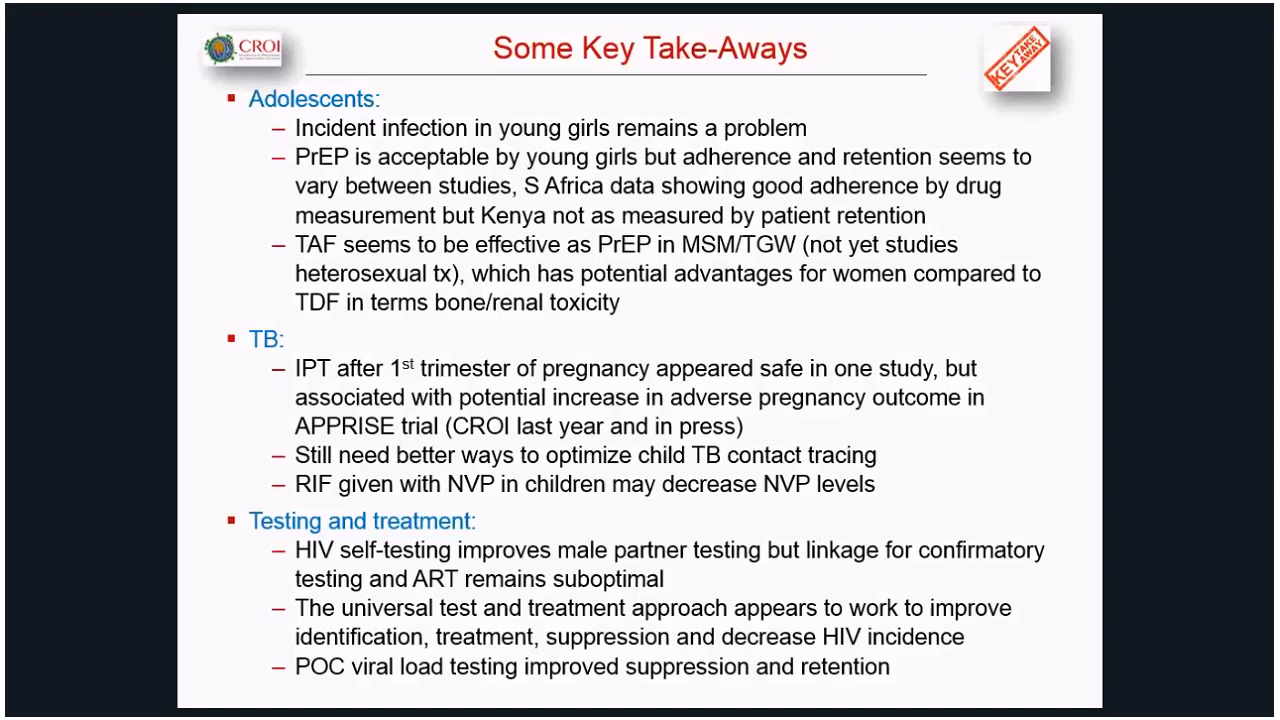 CROI
Some Key Take-Aways
KEY TAKE AWAY
▪ Adolescents:
– Incident infection in young girls remains a problem
– PrEP is acceptable by young girls but adherence and retention seems to
vary between studies, S Africa data showing good adherence by drug
measurement but Kenya not as measured by patient retention
– TAF seems to be effective as PrEP in MSM/TGW (not yet studies
heterosexual tx), which has potential advantages for women compared to
TDF in terms bone/renal toxicity
▪ TB:
– IPT after 1st trimester of pregnancy appeared safe in one study, but
associated with potential increase in adverse pregnancy outcome in
APPRISE trial (CROI last year and in press)
– Still need better ways to optimize child TB contact tracing
– RIF given with NVP in children may decrease NVP levels
▪ Testing and treatment:
– HIV self-testing improves male partner testing but linkage for confirmatory
testing and ART remains suboptimal
– The universal test and treatment approach appears to work to improve
identification, treatment, suppression and decrease HIV incidence
– POC viral load testing improved suppression and retention